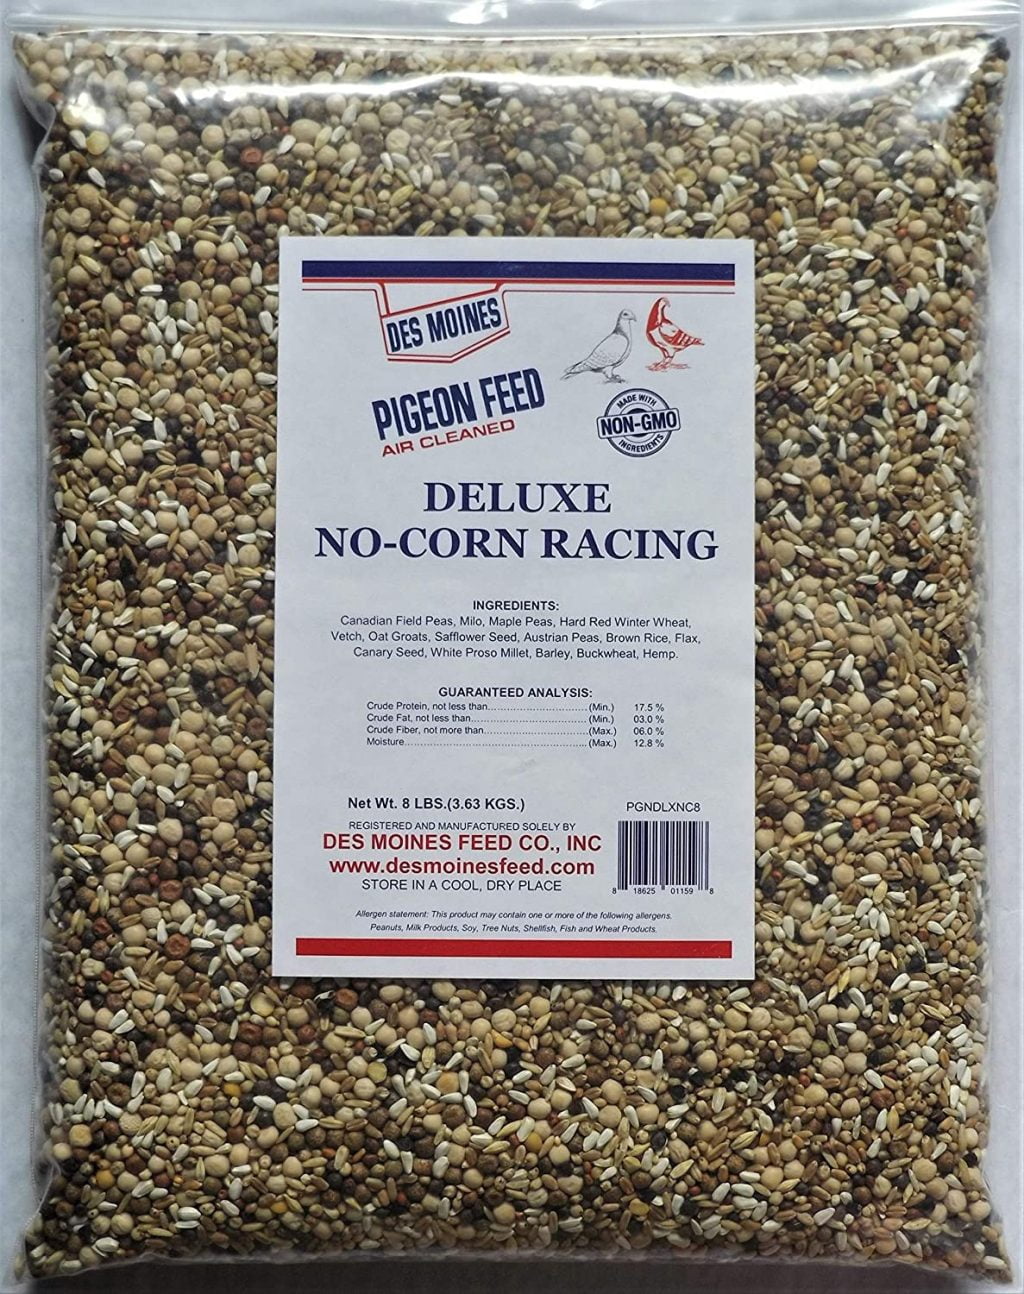 DES MOINES
PIGEON FEED
AIR CLEANED
MADE WITH
NON-GMO
INGREDIENTS
DELUXE
NO-CORN RACING
INGREDIENTS:
Canadian Field Peas, Milo, Maple Peas, Hard Red Winter Wheat,
Vetch, Oat Groats, Safflower Seed, Austrian Peas, Brown Rice, Flax,
Canary Seed, White Proso Millet, Barley, Buckwheat, Hemp.
GUARANTEED ANALYSIS:
Crude Protein, not less than.............................(Min.) 17.5 %
Crude Fat, not less than.................................(Min.) 03.0 %
Crude Fiber, not more than..............................(Max.) 06.0 %
Moisture....................................................(Max.) 12.8 %
Net Wt. 8 LBS.(3.63 KGS.)
PGNDLXNC8
REGISTERED AND MANUFACTURED SOLELY BY
DES MOINES FEED CO., INC
www.desmoinesfeed.com
STORE IN A COOL, DRY PLACE
8 18625 01159 8
Allergen statement: This product may contain one or more of the following allergens.
Peanuts, Milk Products, Soy, Tree Nuts, Shellfish, Fish and Wheat Products.